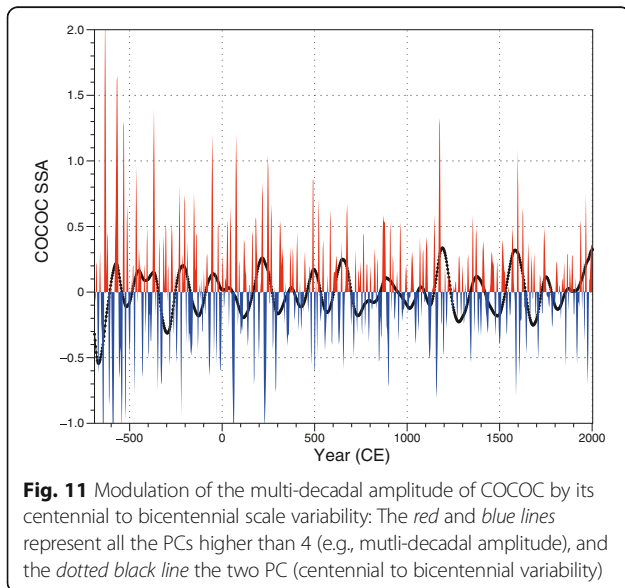 2.0
1.5
1.0
0.5
0
−0.5
−1.0
COCOC SSA
−500 0 500 1000 1500 2000
Year (CE)
Fig. 11 Modulation of the multi-decadal amplitude of COCOC by its
centennial to bicentennial scale variability: The red and blue lines
represent all the PCs higher than 4 (e.g., mutli-decadal amplitude), and
the dotted black line the two PC (centennial to bicentennial variability)